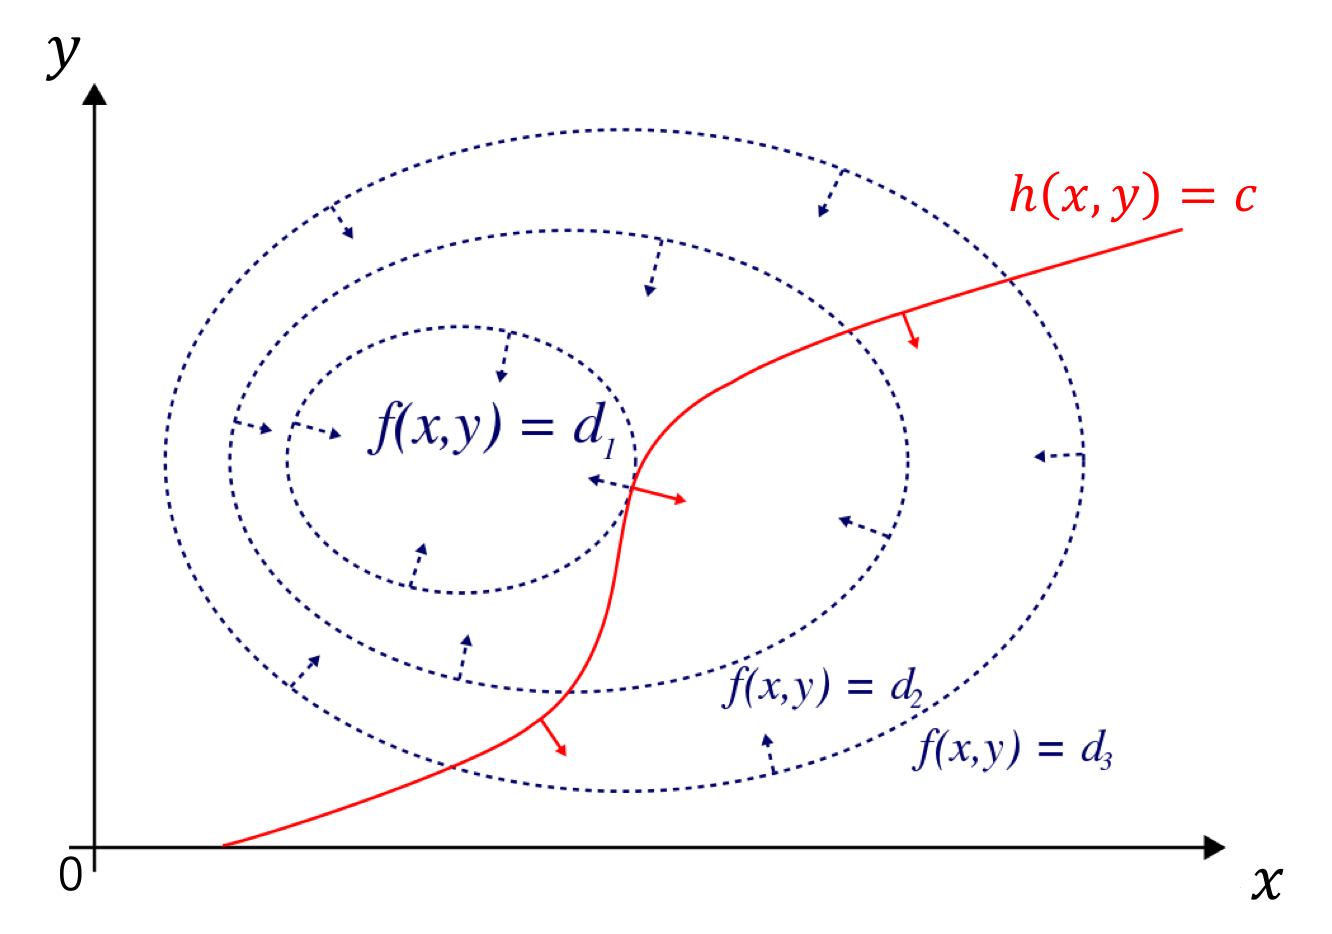 y
h(x, y) = c
f(x,y) = d₁
f(x,y) = d₂
f(x,y) = d₃
0
x